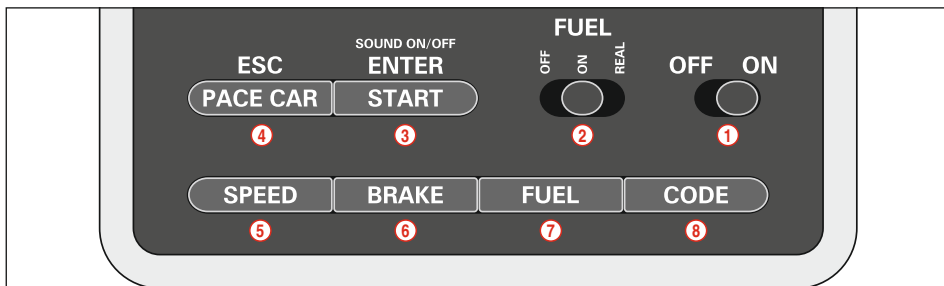 FUEL
SOUND ON/OFF
OFF ON REAL
ESC ENTER OFF ON
PACE CAR START
4 3 2 1
SPEED BRAKE FUEL CODE
5 6 7 8